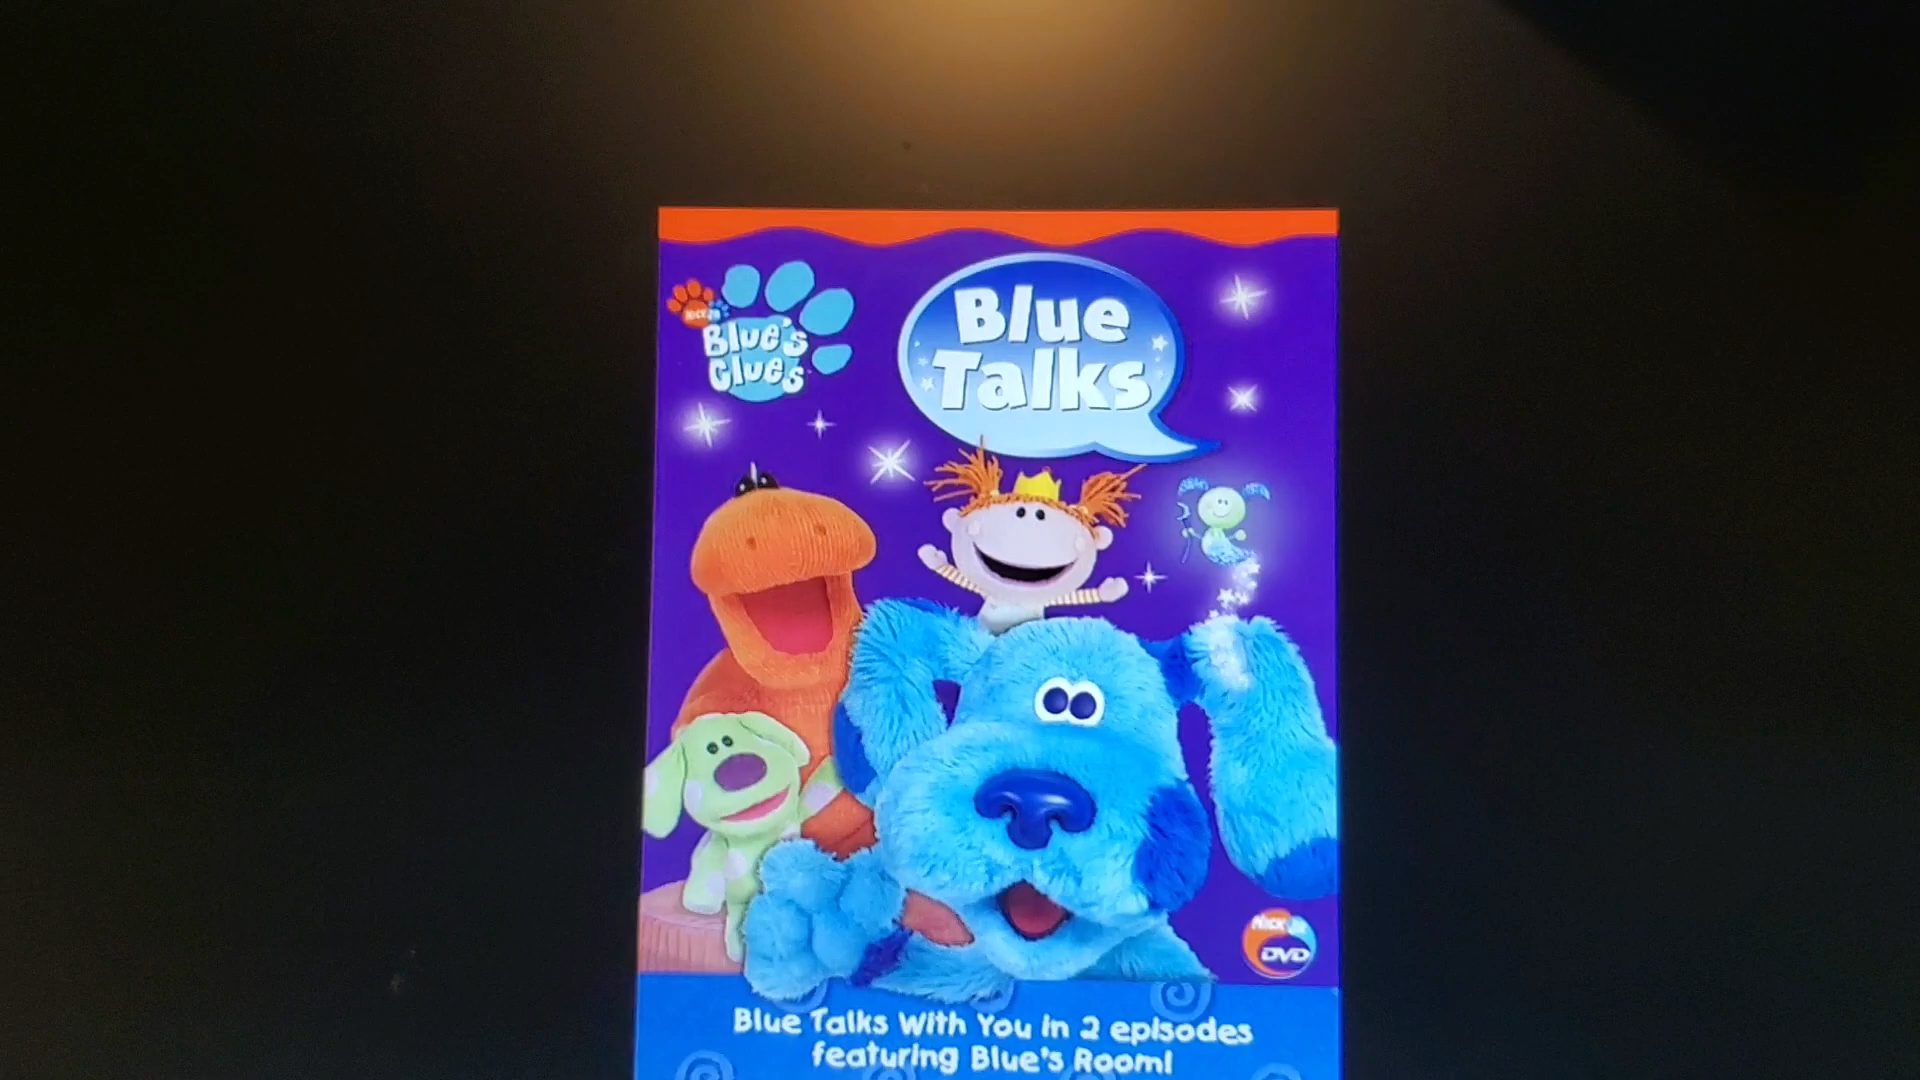 Nick Jr
Blue's
Clues
Blue
Talks
Nick Jr
DVD
Blue Talks With You in 2 episodes
featuring Blue's Room!